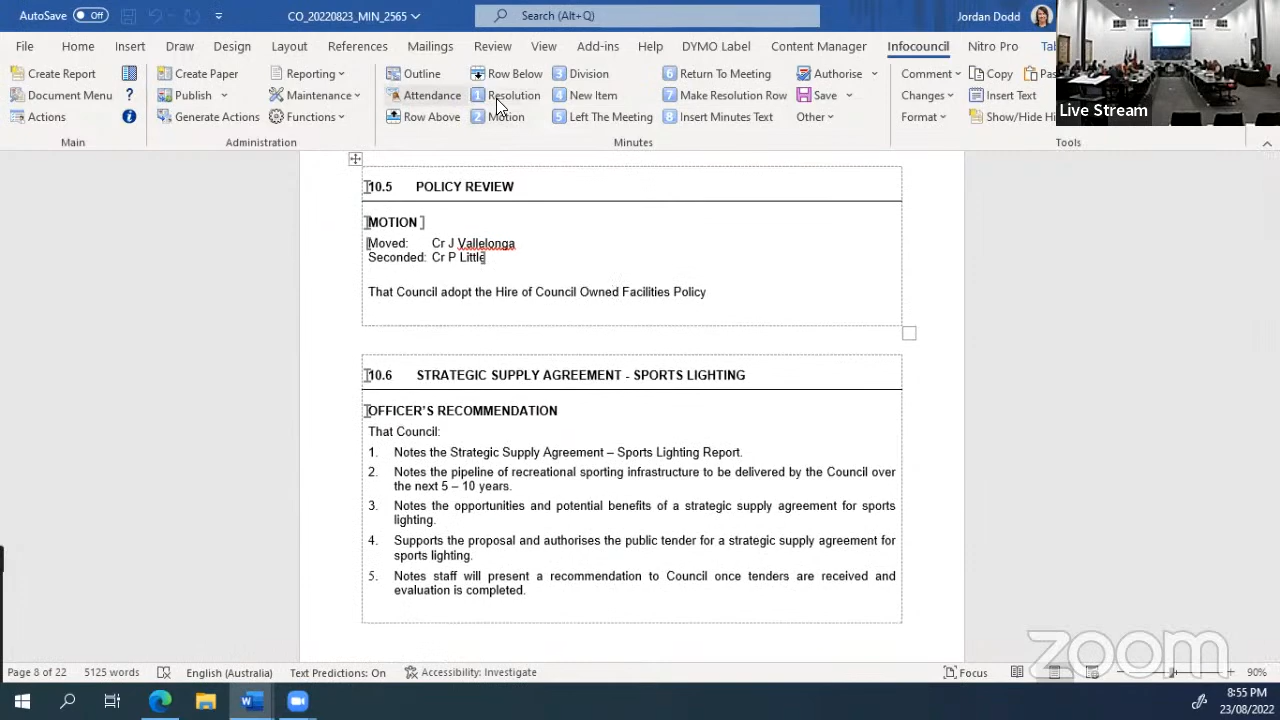 AutoSave Off CO_20220823_MIN_2565 Search (Alt+Q) Jordan Dodd
File Home Insert Draw Design Layout References Mailings Review View Add-ins Help DYMO Label Content Manager Infocouncil Nitro Pro
Create Report Create Paper Reporting Outline Row Below 3 Division 6 Return To Meeting Authorise Comment Copy
Document Menu ? Publish Maintenance Attendance 1 Resolution 4 New Item 7 Make Resolution Row Save Format Insert Text
Actions Generate Actions Functions Row Above 2 Motion 5 Left The Meeting 8 Insert Minutes Text Other Show/Hide
Main Administration Minutes Tools
Live Stream
10.5 POLICY REVIEW
MOTION
Moved: Cr J Vallelonga
Seconded: Cr P Little
That Council adopt the Hire of Council Owned Facilities Policy
10.6 STRATEGIC SUPPLY AGREEMENT - SPORTS LIGHTING
OFFICER'S RECOMMENDATION
That Council:
1. Notes the Strategic Supply Agreement – Sports Lighting Report.
2. Notes the pipeline of recreational sporting infrastructure to be delivered by the Council over
the next 5 – 10 years.
3. Notes the opportunities and potential benefits of a strategic supply agreement for sports
lighting.
4. Supports the proposal and authorises the public tender for a strategic supply agreement for
sports lighting.
5. Notes staff will present a recommendation to Council once tenders are received and
evaluation is completed.
zoom
Page 8 of 22 5125 words English (Australia) Text Predictions: On Accessibility: Investigate Focus 90%
8:55 PM
23/08/2022